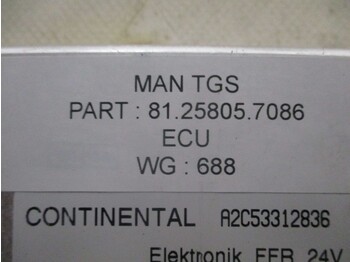 MAN TGS
PART : 81.25805.7086
ECU
WG : 688
CONTINENTAL A2C53312836
Elektronik FFR 24V